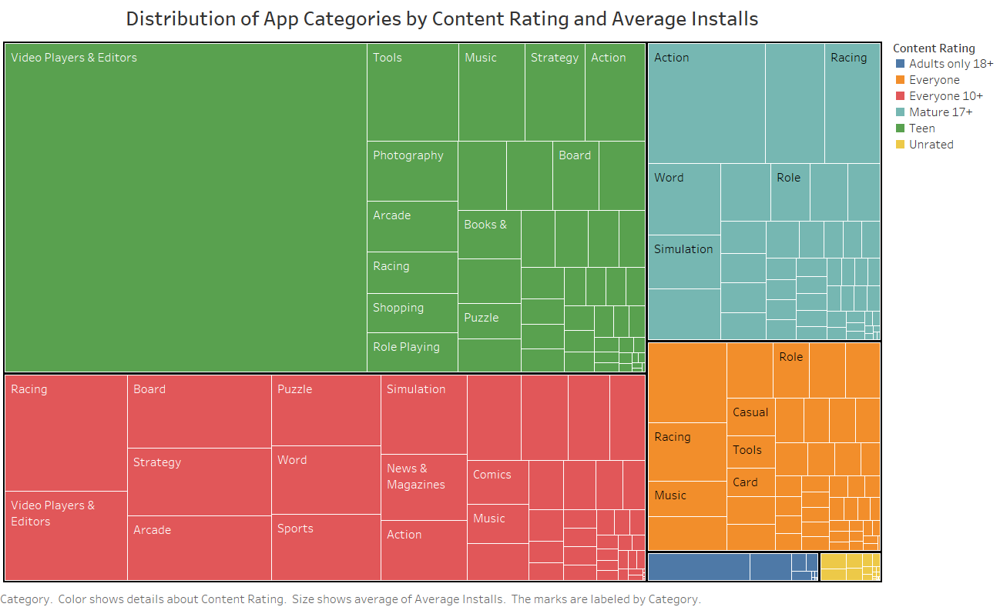 Distribution of App Categories by Content Rating and Average Installs
Video Players & Editors
Tools
Music
Strategy
Action
Photography
Board
Arcade
Books &
Racing
Shopping
Puzzle
Role Playing
Racing
Board
Puzzle
Simulation
Strategy
Word
News &
Magazines
Comics
Video Players &
Editors
Arcade
Sports
Action
Music
Action
Racing
Word
Role
Simulation
Role
Casual
Racing
Tools
Music
Card
Content Rating
Adults only 18+
Everyone
Everyone 10+
Mature 17+
Teen
Unrated
Category. Color shows details about Content Rating. Size shows average of Average Installs. The marks are labeled by Category.